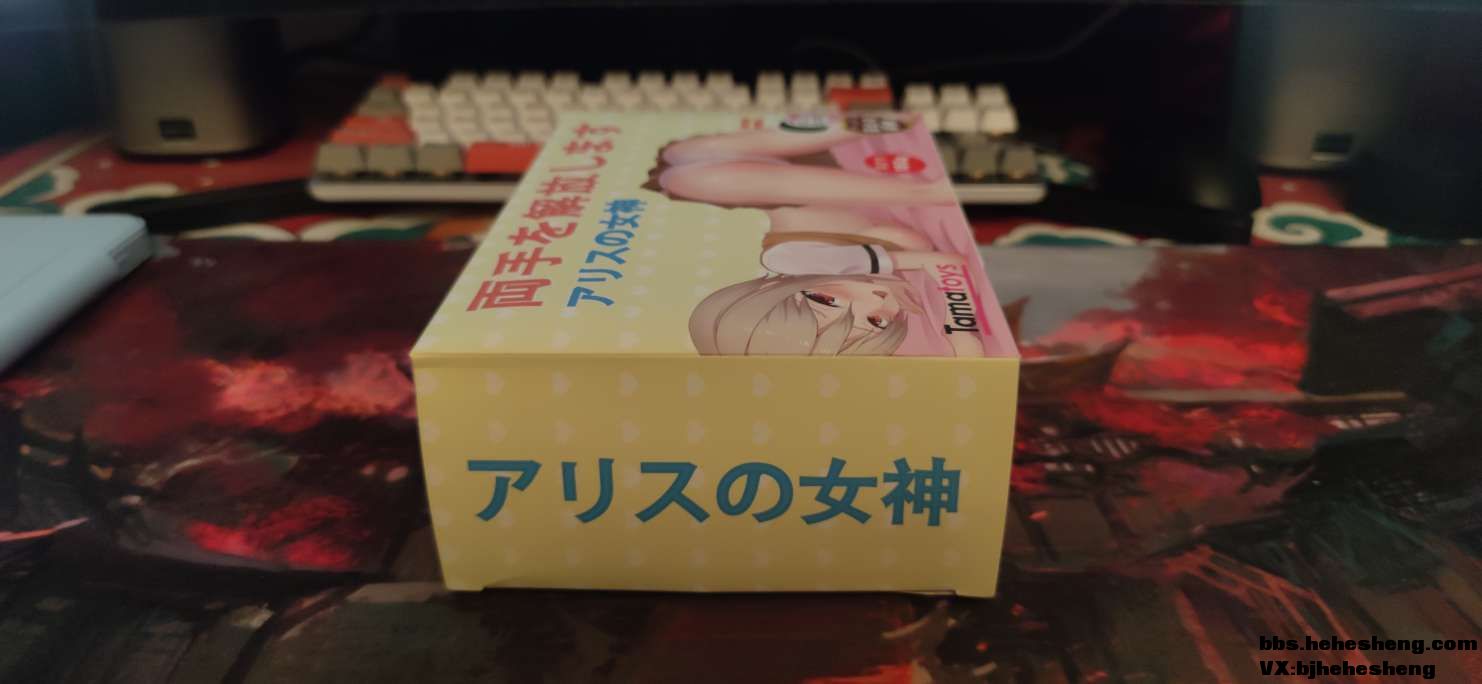 両手を解放します
アリスの女神
Tamatoys
アリスの女神
bbs.hehesheng.com
VX:bjhehesheng